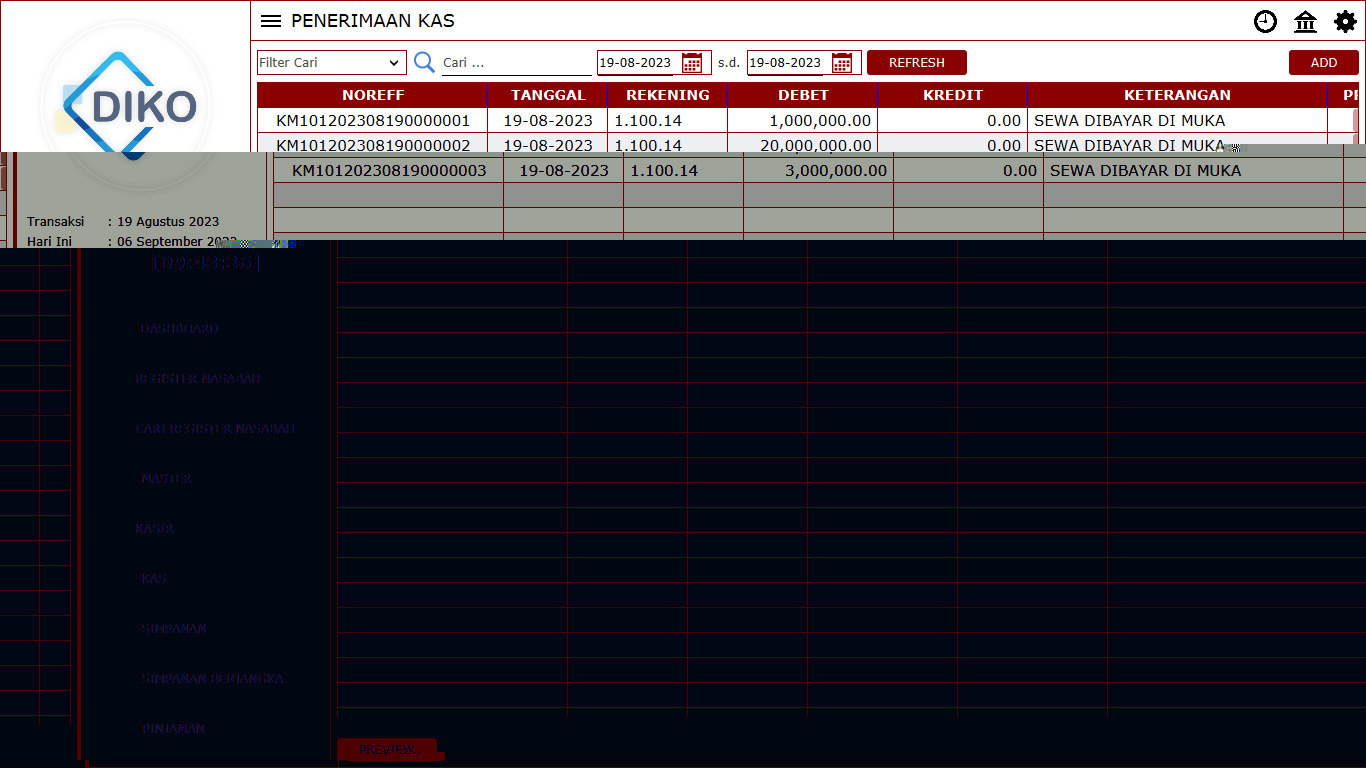 PENERIMAAN KAS
DIKO
Filter Cari Cari ... 19-08-2023 s.d. 19-08-2023 REFRESH ADD
NOREFF TANGGAL REKENING DEBET KREDIT KETERANGAN
KM101202308190000001 19-08-2023 1.100.14 1,000,000.00 0.00 SEWA DIBAYAR DI MUKA
KM101202308190000002 19-08-2023 1.100.14 20,000,000.00 0.00 SEWA DIBAYAR DI MUKA
KM101202308190000003 19-08-2023 1.100.14 3,000,000.00 0.00 SEWA DIBAYAR DI MUKA
Transaksi : 19 Agustus 2023
Hari Ini : 06 September 2023
DASHBOARD
REGISTER NASABAH
CARI REGISTER NASABAH
MASTER
KASIR
KAS
SIMPANAN
SIMPANAN BERJANGKA
PINJAMAN
PREVIEW